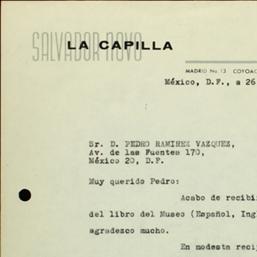 SALVADOR NOVO
LA CAPILLA
MADRID No 13 COYOAC
México, D.F., a 26
Sr. D. PEDRO RAMIREZ VAZQUEZ,
Av. de las Fuentes 170,
México 20, D.F.
Muy querido Pedro:
Acabo de recibi
del libro del Museo (Español, Ing
agradezco mucho.
En modesta recip